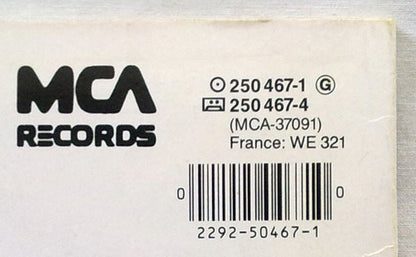 MCA
RECORDS
250 467-1 G
250 467-4
(MCA-37091)
France: WE 321
0 0
2292-50467-1